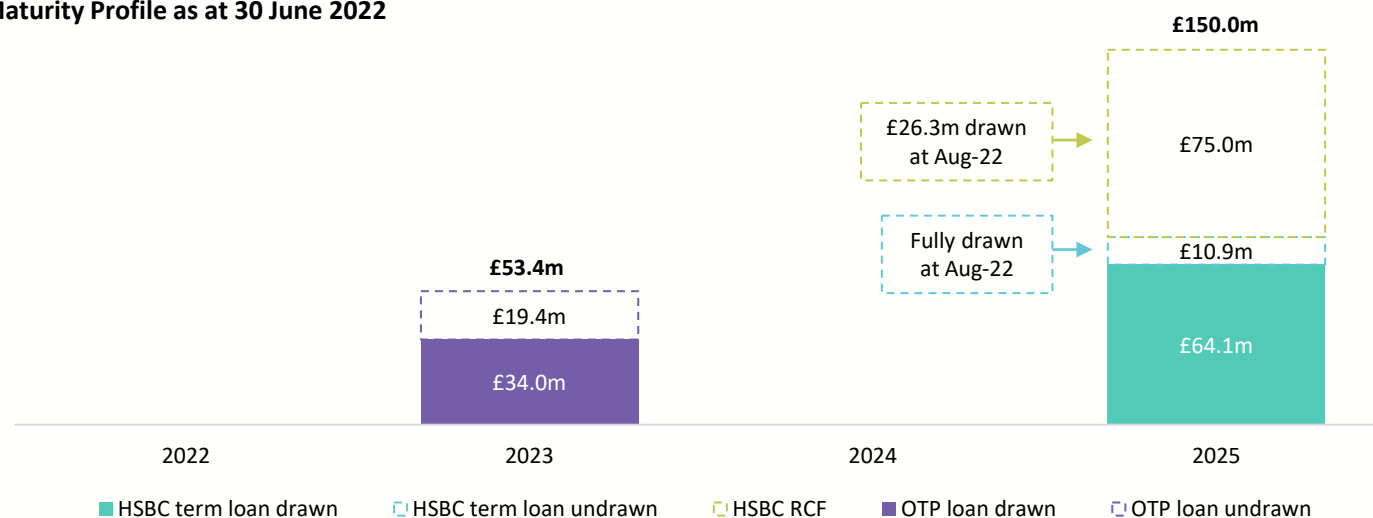 Maturity Profile as at 30 June 2022
£150.0m
£26.3m drawn
at Aug-22
£75.0m
Fully drawn
at Aug-22
£10.9m
£53.4m
£19.4m
£64.1m
£34.0m
2022
2023
2024
2025
HSBC term loan drawn
HSBC term loan undrawn
HSBC RCF
OTP loan drawn
OTP loan undrawn